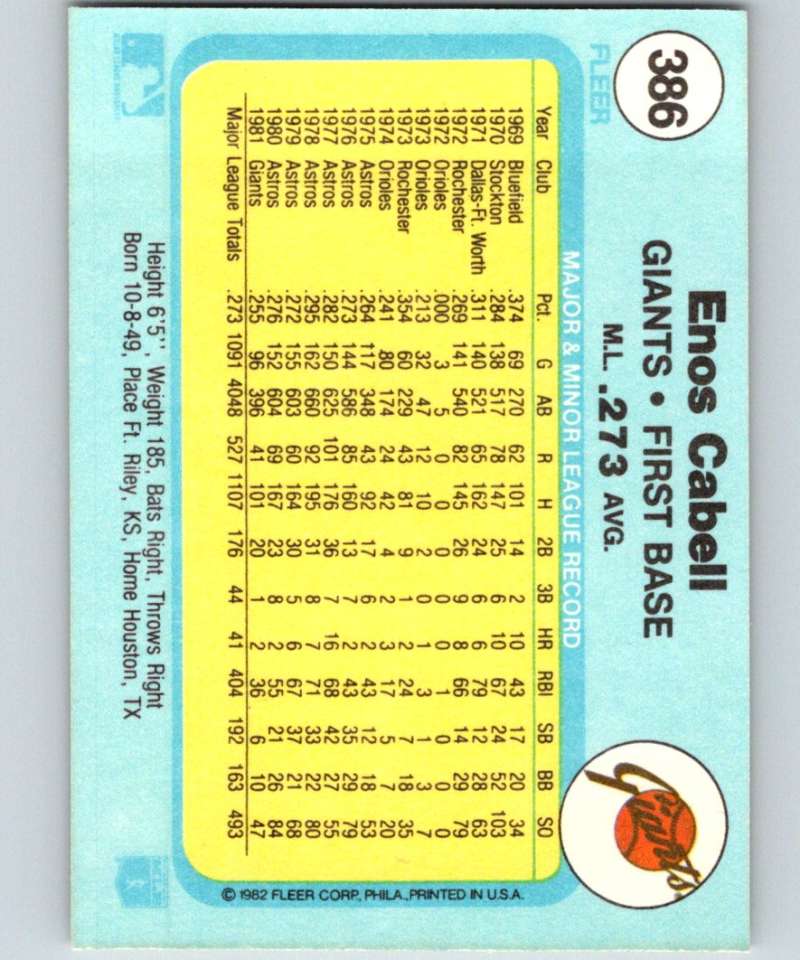 386
FLEER
Enos Cabell
GIANTS • FIRST BASE
M.L. .273 AVG.
Giants
MAJOR & MINOR LEAGUE RECORD
Year Club Pct. G AB R H 2B 3B HR RBI SB BB SO
1969 Bluefield .374 69 270 62 101 14 2 10 43 17 20 34
1970 Stockton .284 138 517 78 147 25 6 10 67 24 52 103
1971 Dallas-Ft. Worth .311 140 521 65 162 24 6 6 79 12 28 63
1972 Rochester .269 141 540 82 145 26 9 8 66 14 29 79
1972 Orioles .000 3 5 0 0 0 0 0 1 0 0 0
1973 Orioles .213 32 47 12 10 2 0 1 3 1 3 7
1973 Rochester .354 60 229 43 81 9 1 2 24 7 18 35
1974 Orioles .241 80 174 24 42 4 2 3 17 5 7 20
1975 Astros .264 117 348 43 92 17 6 2 43 12 18 53
1976 Astros .273 144 586 85 160 13 7 2 43 35 29 79
1977 Astros .282 150 625 101 176 36 7 16 68 42 27 55
1978 Astros .295 162 660 92 195 31 8 7 71 33 22 80
1979 Astros .272 155 603 60 164 30 5 6 67 37 21 68
1980 Astros .276 152 604 69 167 23 8 2 55 21 26 84
1981 Giants .255 96 396 41 101 20 1 2 36 6 10 47
Major League Totals .273 1091 4048 527 1107 176 44 41 404 192 163 493
© 1982 FLEER CORP., PHILA., PRINTED IN U.S.A.
Height 6'5'', Weight 185, Bats Right, Throws Right
Born 10-8-49, Place Ft. Riley, KS, Home Houston, TX